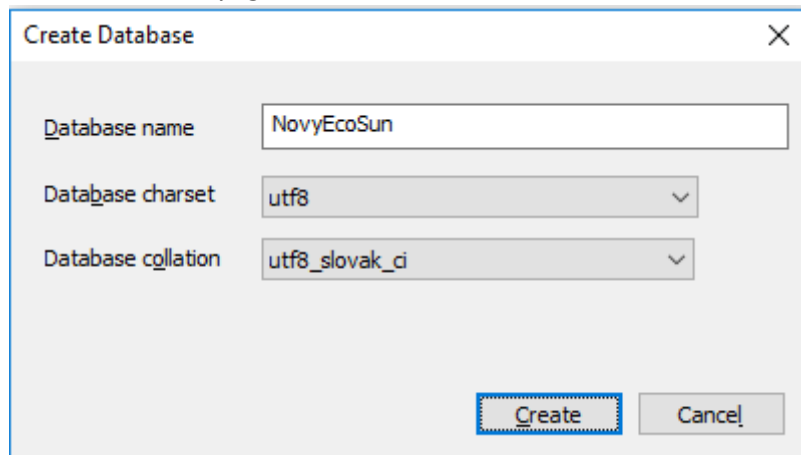 Create Database
Database name NovyEcoSun
Database charset utf8
Database collation utf8_slovak_ci
Create Cancel